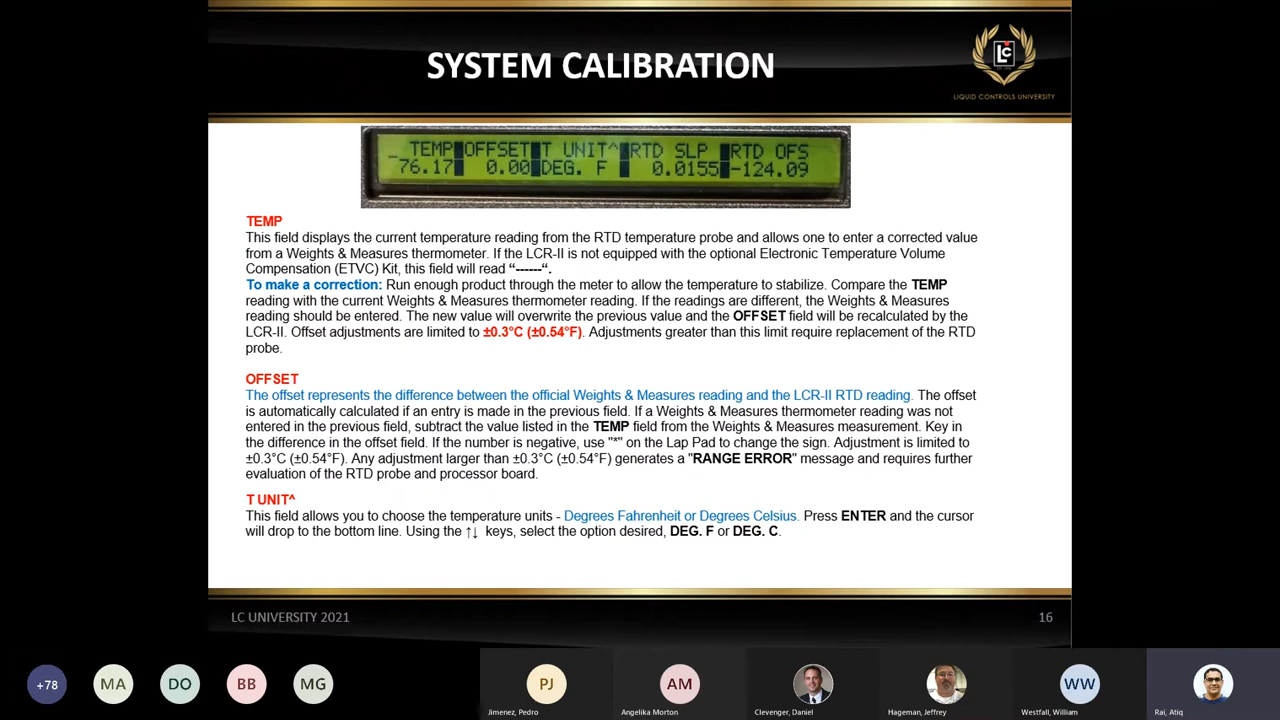 SYSTEM CALIBRATION
LC
LIQUID CONTROLS UNIVERSITY
TEMP OFFSET T UNIT^ RTD SLP RTD OFS
-76.17 0.00 DEG. F 0.0155 -124.09
TEMP
This field displays the current temperature reading from the RTD temperature probe and allows one to enter a corrected value
from a Weights & Measures thermometer. If the LCR-II is not equipped with the optional Electronic Temperature Volume
Compensation (ETVC) Kit, this field will read “------“.
To make a correction: Run enough product through the meter to allow the temperature to stabilize. Compare the TEMP
reading with the current Weights & Measures thermometer reading. If the readings are different, the Weights & Measures
reading should be entered. The new value will overwrite the previous value and the OFFSET field will be recalculated by the
LCR-II. Offset adjustments are limited to ±0.3°C (±0.54°F). Adjustments greater than this limit require replacement of the RTD
probe.
OFFSET
The offset represents the difference between the official Weights & Measures reading and the LCR-II RTD reading. The offset
is automatically calculated if an entry is made in the previous field. If a Weights & Measures thermometer reading was not
entered in the previous field, subtract the value listed in the TEMP field from the Weights & Measures measurement. Key in
the difference in the offset field. If the number is negative, use "*" on the Lap Pad to change the sign. Adjustment is limited to
±0.3°C (±0.54°F). Any adjustment larger than ±0.3°C (±0.54°F) generates a "RANGE ERROR" message and requires further
evaluation of the RTD probe and processor board.
T UNIT^
This field allows you to choose the temperature units - Degrees Fahrenheit or Degrees Celsius. Press ENTER and the cursor
will drop to the bottom line. Using the ↑↓ keys, select the option desired, DEG. F or DEG. C.
LC UNIVERSITY 2021
16
+78 MA DO BB MG PJ AM WW
Jimenez, Pedro Angelika Morton Clevenger, Daniel Hageman, Jeffrey Westfall, William Rai, Atiq